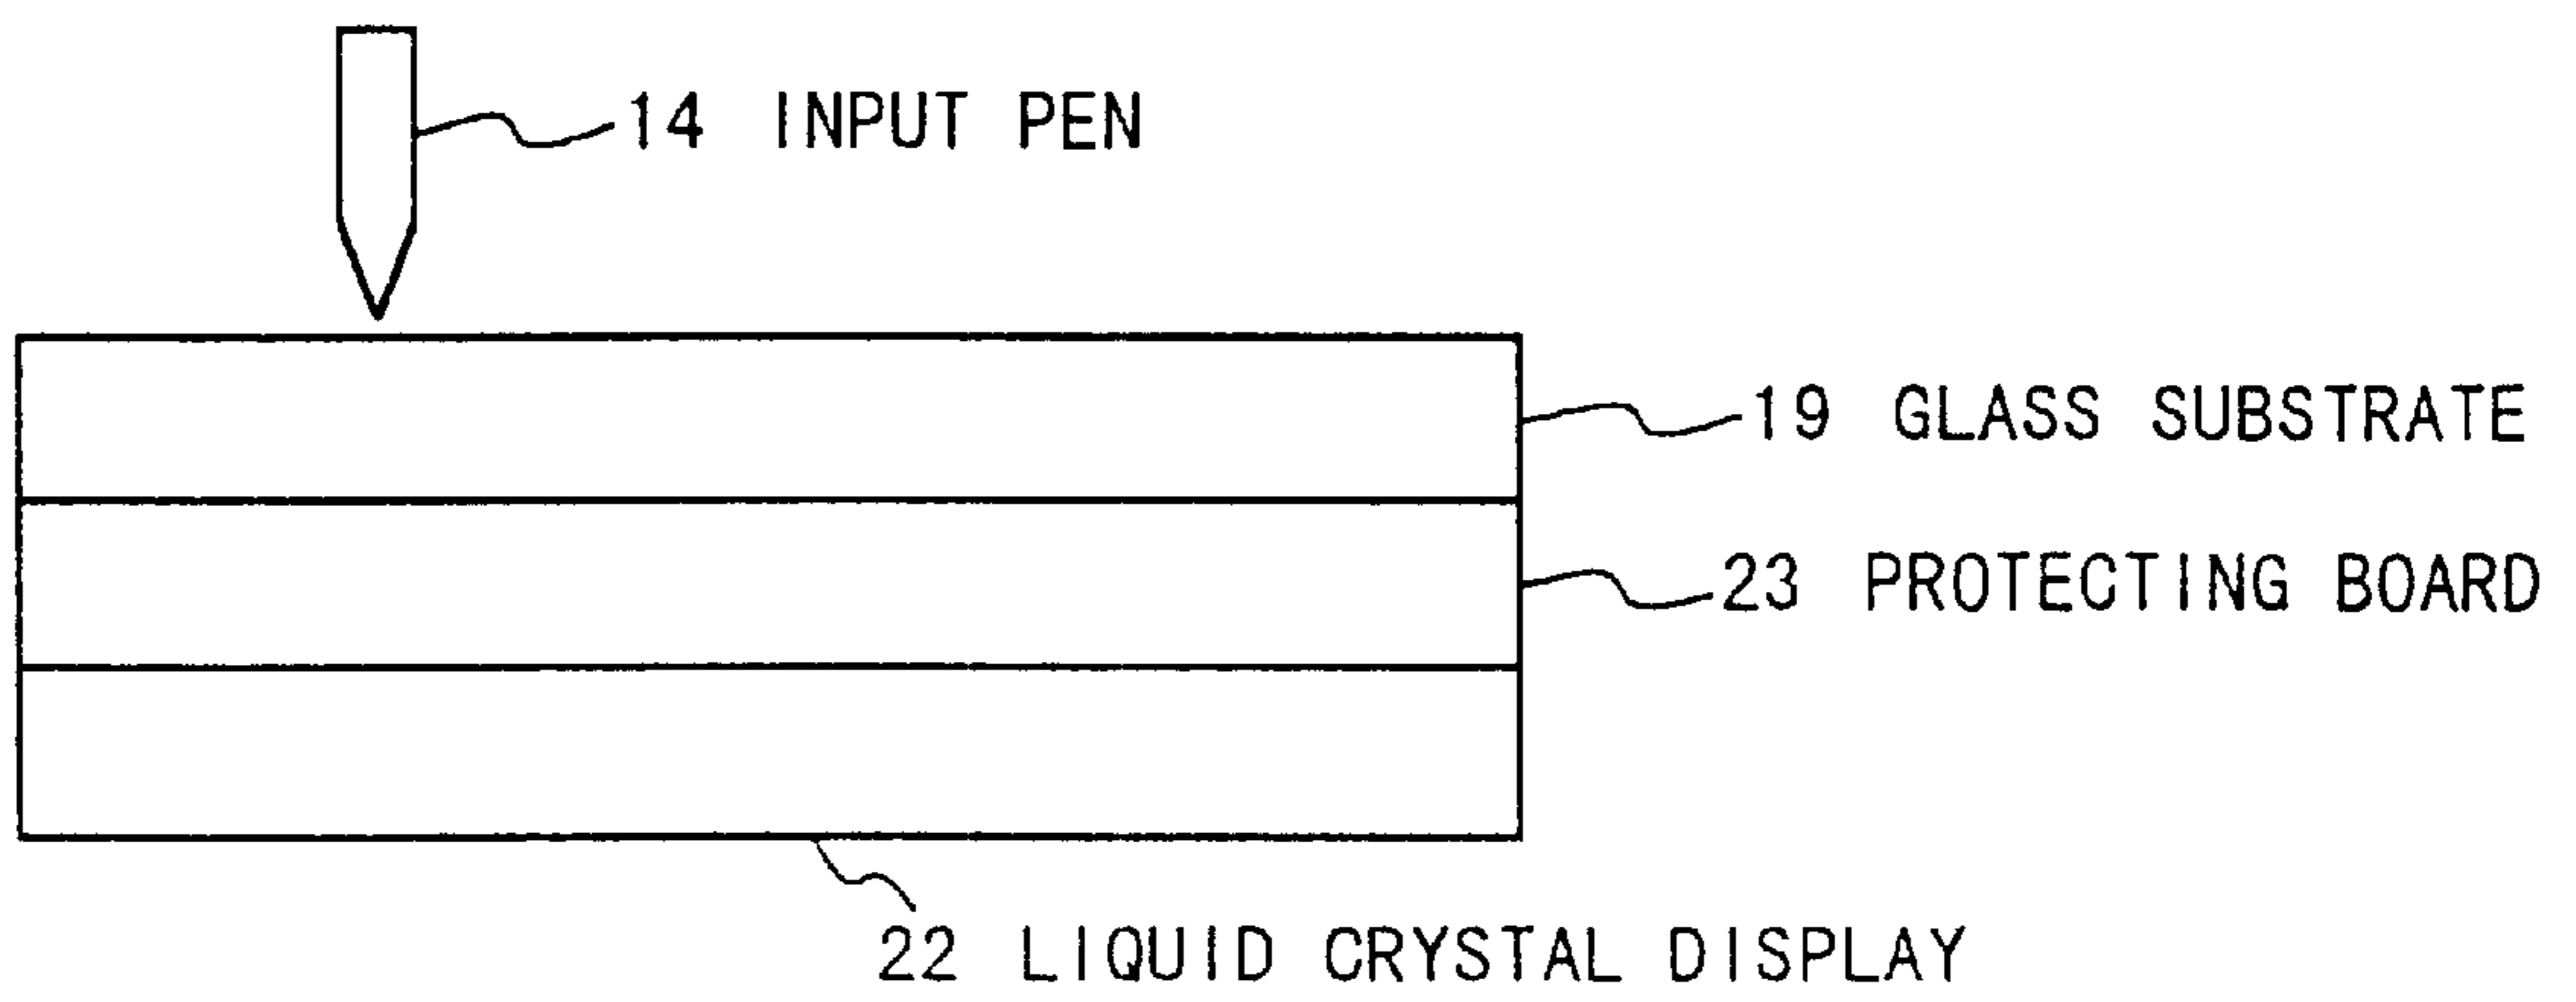 14 INPUT PEN
19 GLASS SUBSTRATE
23 PROTECTING BOARD
22 LIQUID CRYSTAL DISPLAY